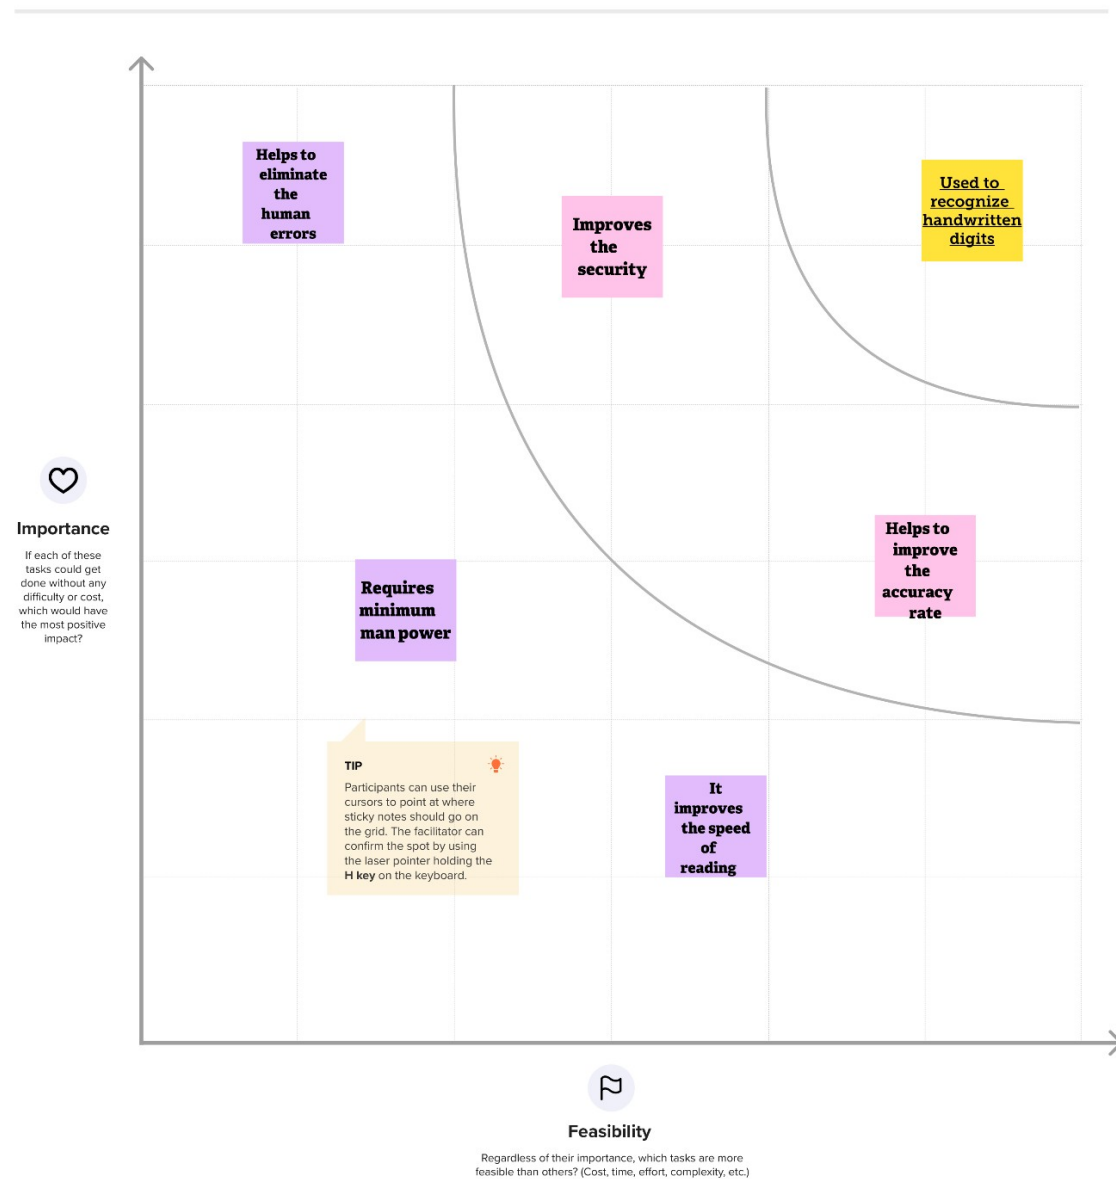 Helps to
eliminate
the
human
errors
Improves
the
security
Used to
recognize
handwritten
digits
Importance
If each of these
tasks could get
done without any
difficulty or cost,
which would have
the most positive
impact?
Requires
minimum
man power
Helps to
improve
the
accuracy
rate
TIP
Participants can use their
cursors to point at where
sticky notes should go on
the grid. The facilitator can
confirm the spot by using
the laser pointer holding the
H key on the keyboard.
It
improves
the speed
of
reading
Feasibility
Regardless of their importance, which tasks are more
feasible than others? (Cost, time, effort, complexity, etc.)